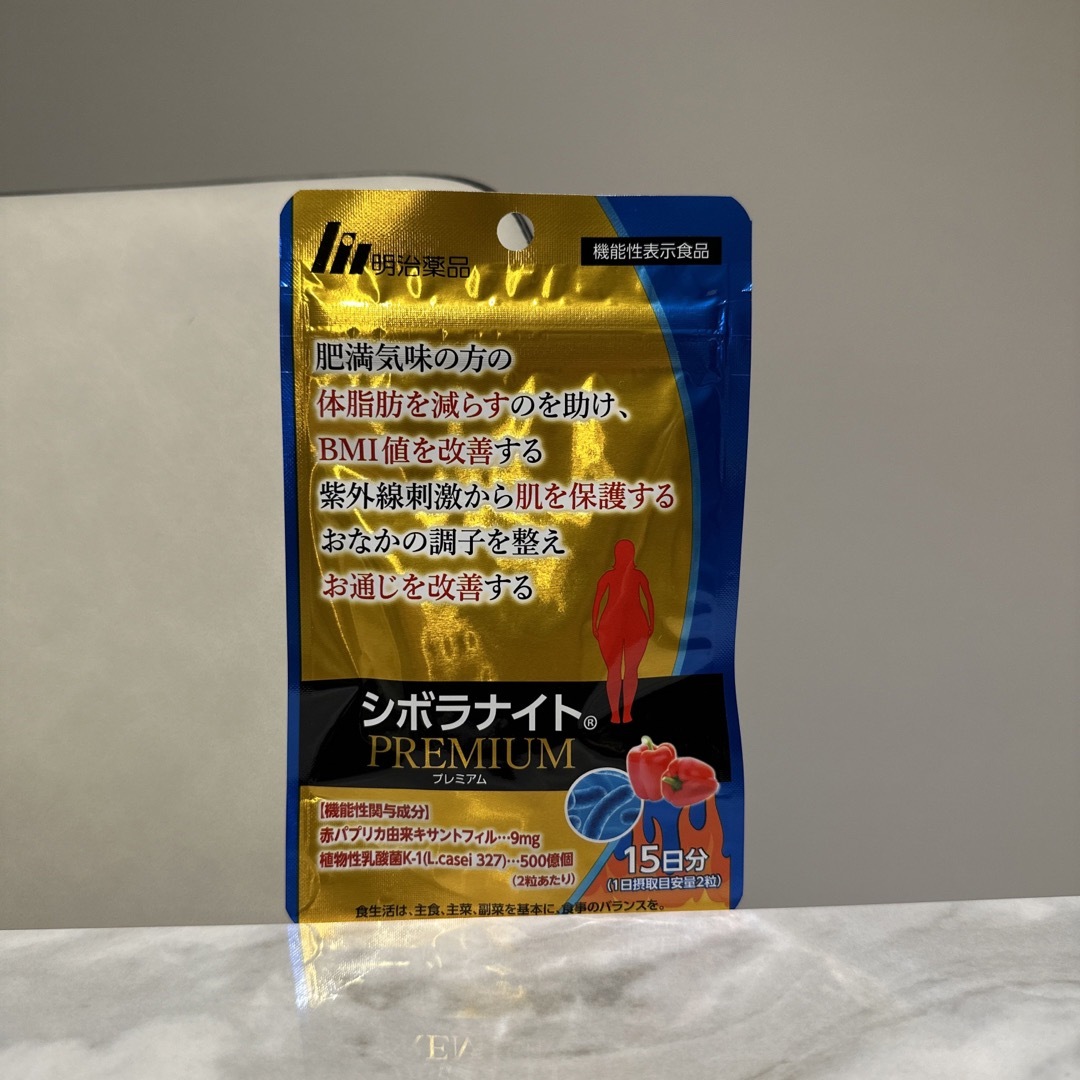 明治薬品
機能性表示食品
肥満気味の方の
体脂肪を減らすのを助け、
BMI値を改善する
紫外線刺激から肌を保護する
おなかの調子を整え
お通じを改善する
シボラナイト®
PREMIUM
プレミアム
【機能性関与成分】
赤パプリカ由来キサントフィル…9mg
植物性乳酸菌K-1(L.casei 327)…500億個
(2粒あたり)
15日分
(1日摂取目安量2粒)
食生活は、主食、主菜、副菜を基本に、食事のバランスを。